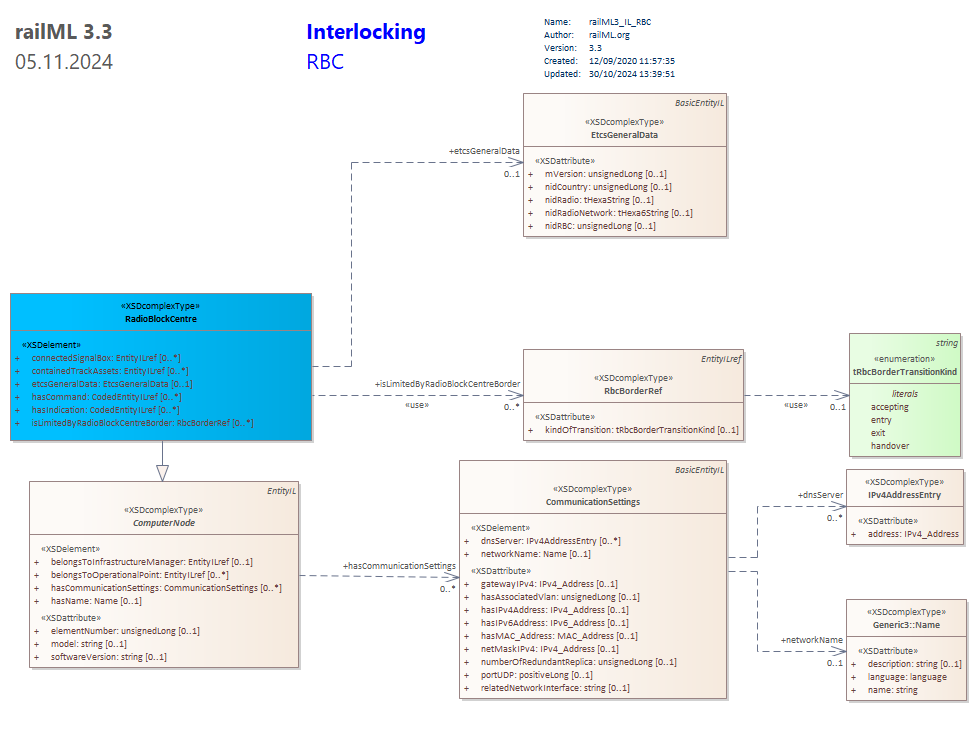 railML 3.3
05.11.2024
Interlocking
RBC
Name: railML3_IL_RBC
Author: railML.org
Version: 3.3
Created: 12/09/2020 11:57:35
Updated: 30/10/2024 13:39:51
BasicEntityIL
«XSDcomplexType»
EtcsGeneralData
«XSDattribute»
+ mVersion: unsignedLong [0..1]
+ nidCountry: unsignedLong [0..1]
+ nidRadio: tHexaString [0..1]
+ nidRadioNetwork: tHexa6String [0..1]
+ nidRBC: unsignedLong [0..1]
+etcsGeneralData
0..1
«XSDcomplexType»
RadioBlockCentre
«XSDelement»
+ connectedSignalBox: EntityILref [0..*]
+ containedTrackAssets: EntityILref [0..*]
+ etcsGeneralData: EtcsGeneralData [0..1]
+ hasCommand: CodedEntityILref [0..*]
+ hasIndication: CodedEntityILref [0..*]
+ isLimitedByRadioBlockCentreBorder: RbcBorderRef [0..*]
+isLimitedByRadioBlockCentreBorder
«use»
0..*
EntityILref
«XSDcomplexType»
RbcBorderRef
«XSDattribute»
+ kindOfTransition: tRbcBorderTransitionKind [0..1]
«use»
0..1
string
«enumeration»
tRbcBorderTransitionKind
literals
accepting
entry
exit
handover
EntityIL
«XSDcomplexType»
ComputerNode
«XSDelement»
+ belongsToInfrastructureManager: EntityILref [0..1]
+ belongsToOperationalPoint: EntityILref [0..*]
+ hasCommunicationSettings: CommunicationSettings [0..*]
+ hasName: Name [0..1]
«XSDattribute»
+ elementNumber: unsignedLong [0..1]
+ model: string [0..1]
+ softwareVersion: string [0..1]
+hasCommunicationSettings
0..*
BasicEntityIL
«XSDcomplexType»
CommunicationSettings
«XSDelement»
+ dnsServer: IPv4AddressEntry [0..*]
+ networkName: Name [0..1]
«XSDattribute»
+ gatewayIPv4: IPv4_Address [0..1]
+ hasAssociatedVlan: unsignedLong [0..1]
+ hasIPv4Address: IPv4_Address [0..1]
+ hasIPv6Address: IPv6_Address [0..1]
+ hasMAC_Address: MAC_Address [0..1]
+ netMaskIPv4: IPv4_Address [0..1]
+ numberOfRedundantReplica: unsignedLong [0..1]
+ portUDP: positiveLong [0..1]
+ relatedNetworkInterface: string [0..1]
+dnsServer
0..*
«XSDcomplexType»
IPv4AddressEntry
«XSDattribute»
+ address: IPv4_Address
+networkName
0..1
«XSDcomplexType»
Generic3::Name
«XSDattribute»
+ description: string [0..1]
+ language: language
+ name: string